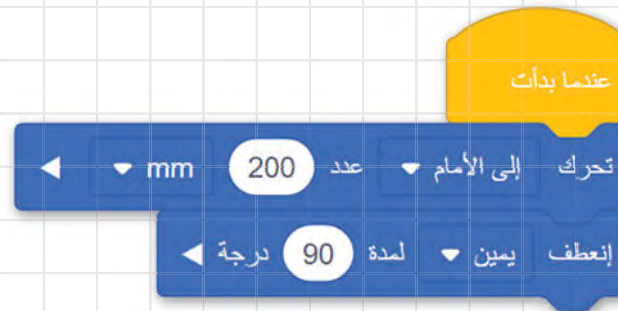 عندما بدأت
تحرك إلى الأمام عدد 200 mm
إنعطف يمين لمدة 90 درجة